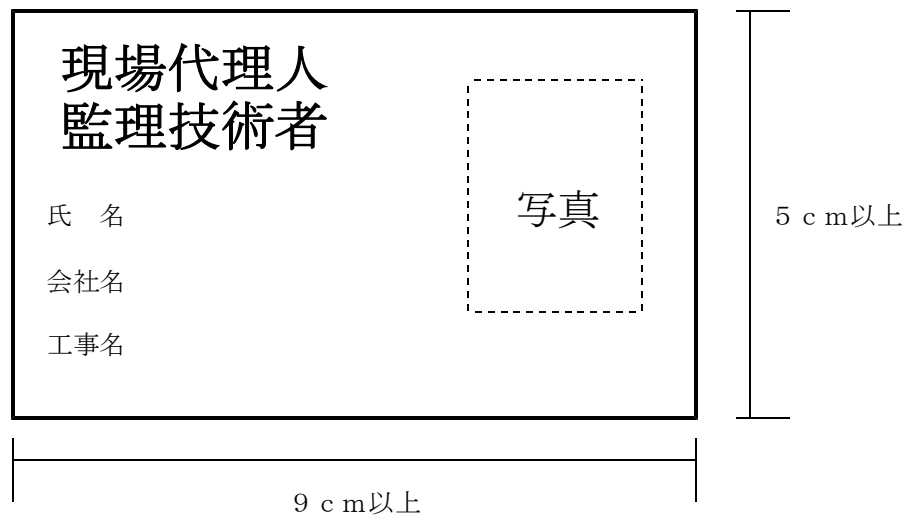 現場代理人
監理技術者
写真
氏　名
会社名
工事名
５ｃｍ以上
９ｃｍ以上